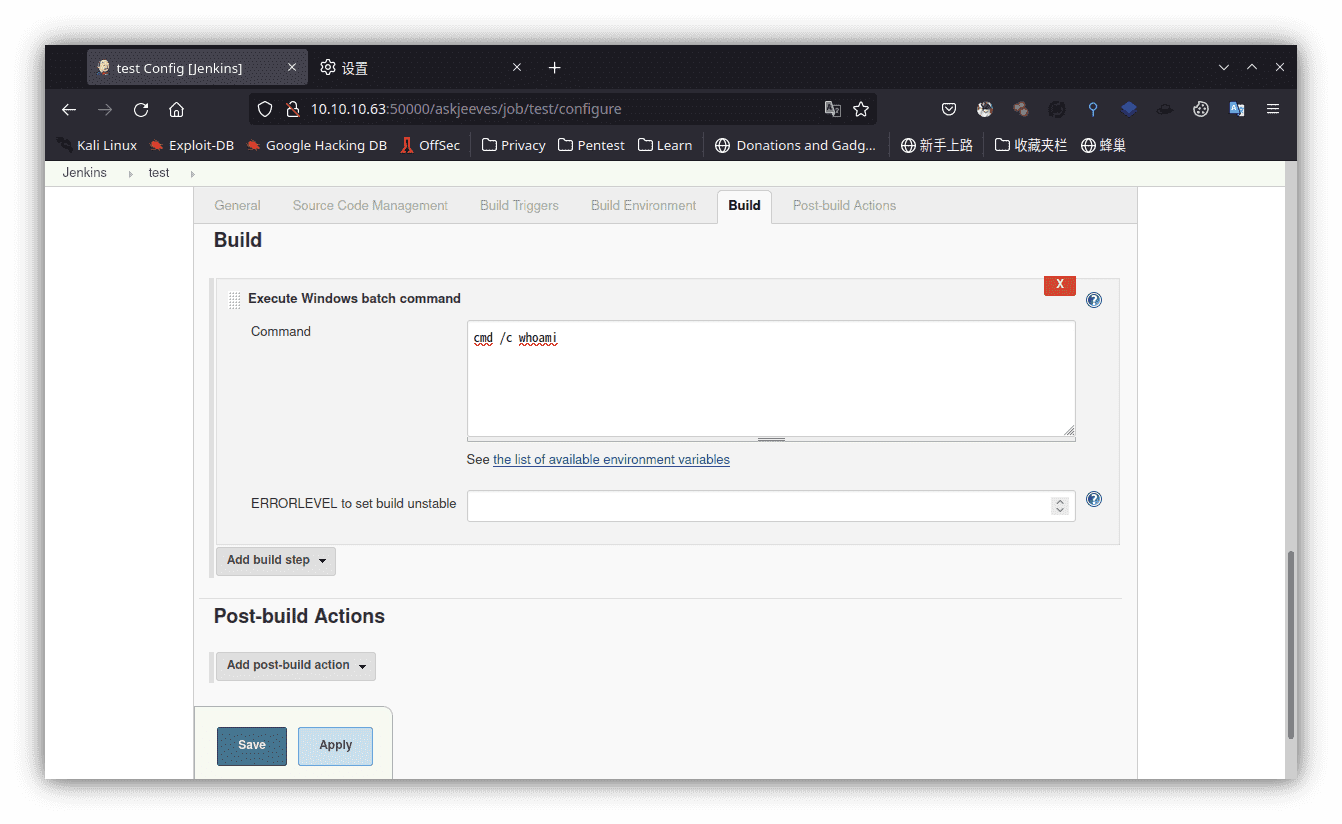 test Config [Jenkins]
设置
10.10.10.63:50000/askjeeves/job/test/configure
Kali Linux Exploit-DB Google Hacking DB OffSec Privacy Pentest Learn Donations and Gadg... 新手上路 收藏夹栏 蜂巢
Jenkins test
General Source Code Management Build Triggers Build Environment Build Post-build Actions
Build
X
Execute Windows batch command
Command
cmd /c whoami
See the list of available environment variables
ERRORLEVEL to set build unstable
Add build step
Post-build Actions
Add post-build action
Save Apply